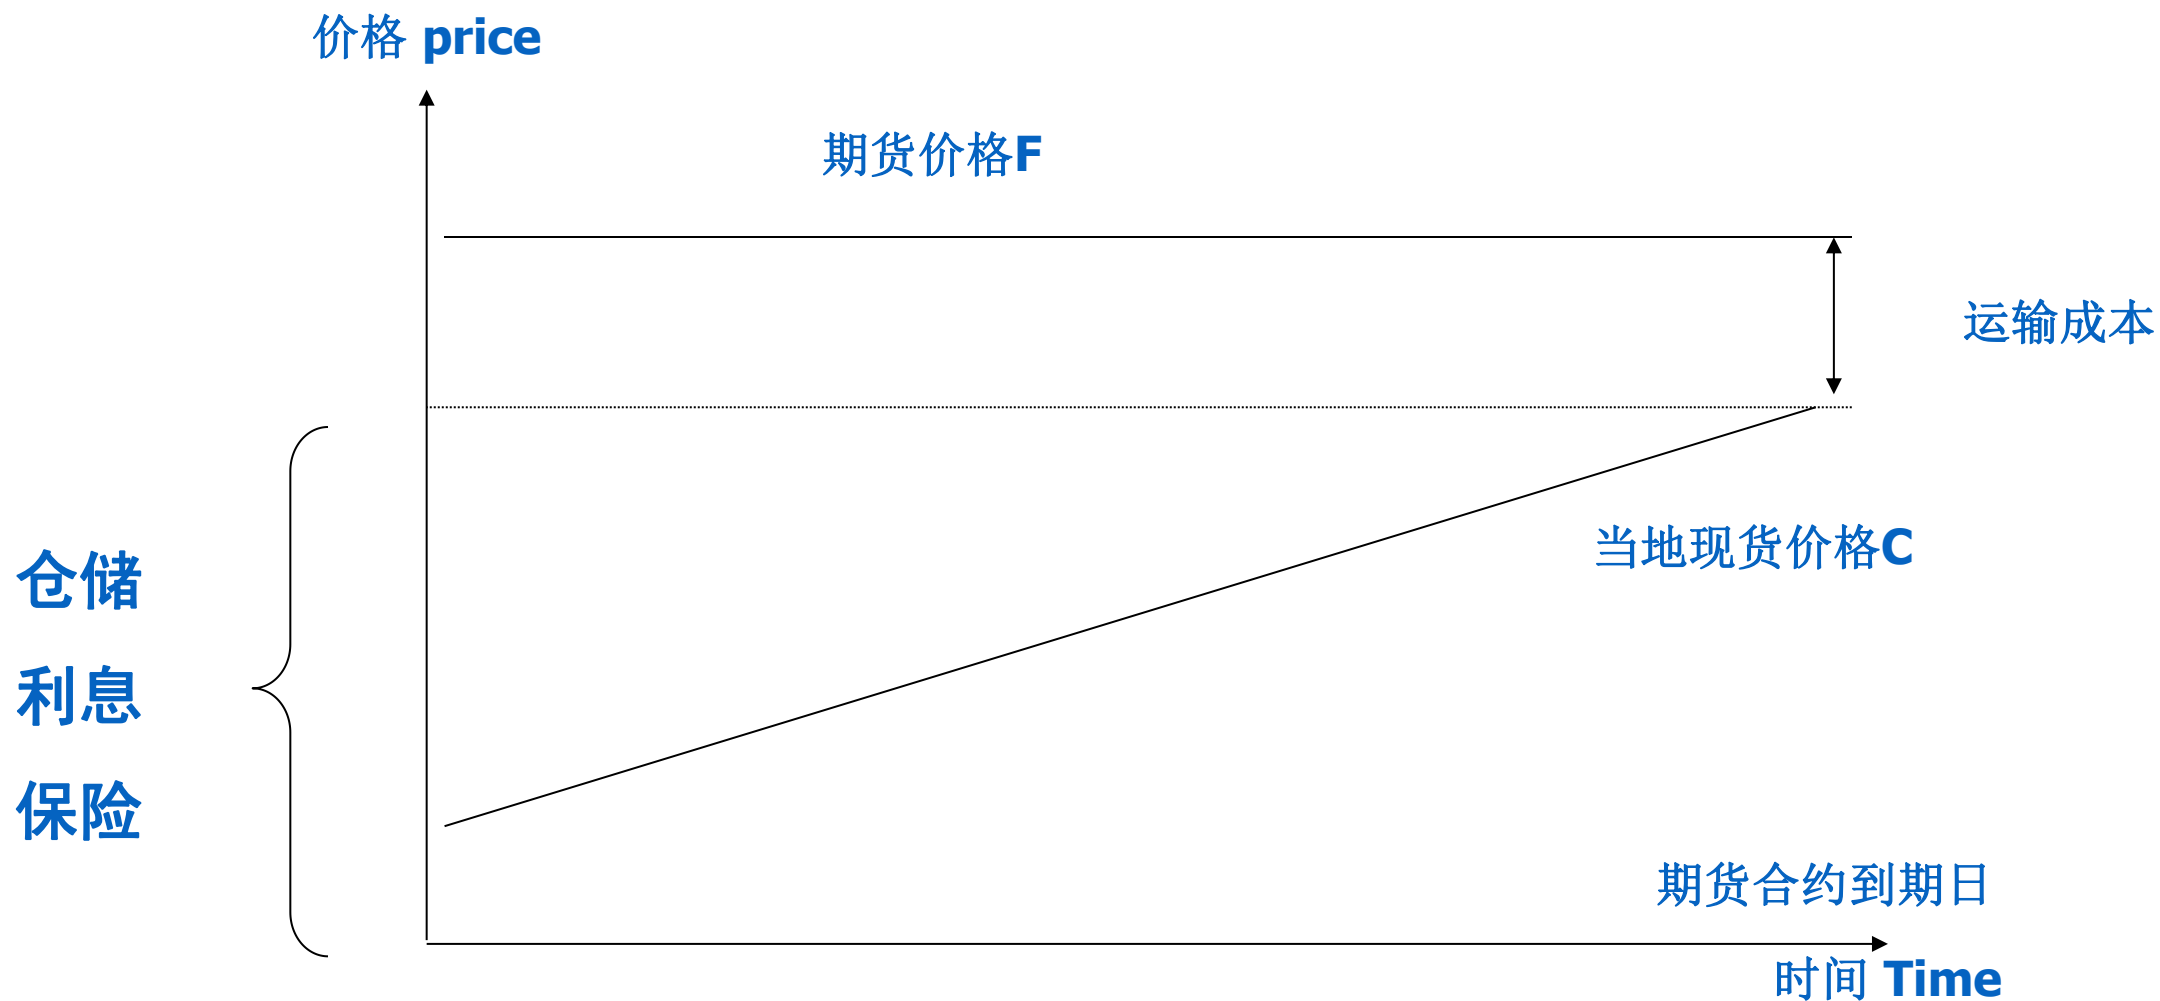 价格 price
期货价格F
运输成本
当地现货价格C
仓储
利息
保险
期货合约到期日
时间 Time